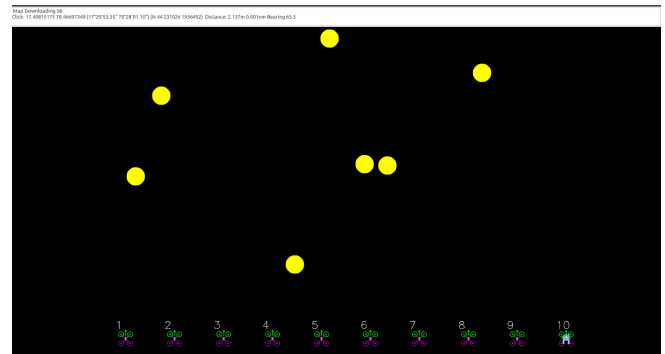 Map Downloading 58
Click: 17.49815175 78.46697349 (17°29'53.35" 78°28'01.10") (N 44 231026 1936452) Distance: 2.137m 0.001nm Bearing 63.5
1 2 3 4 5 6 7 8 9 10